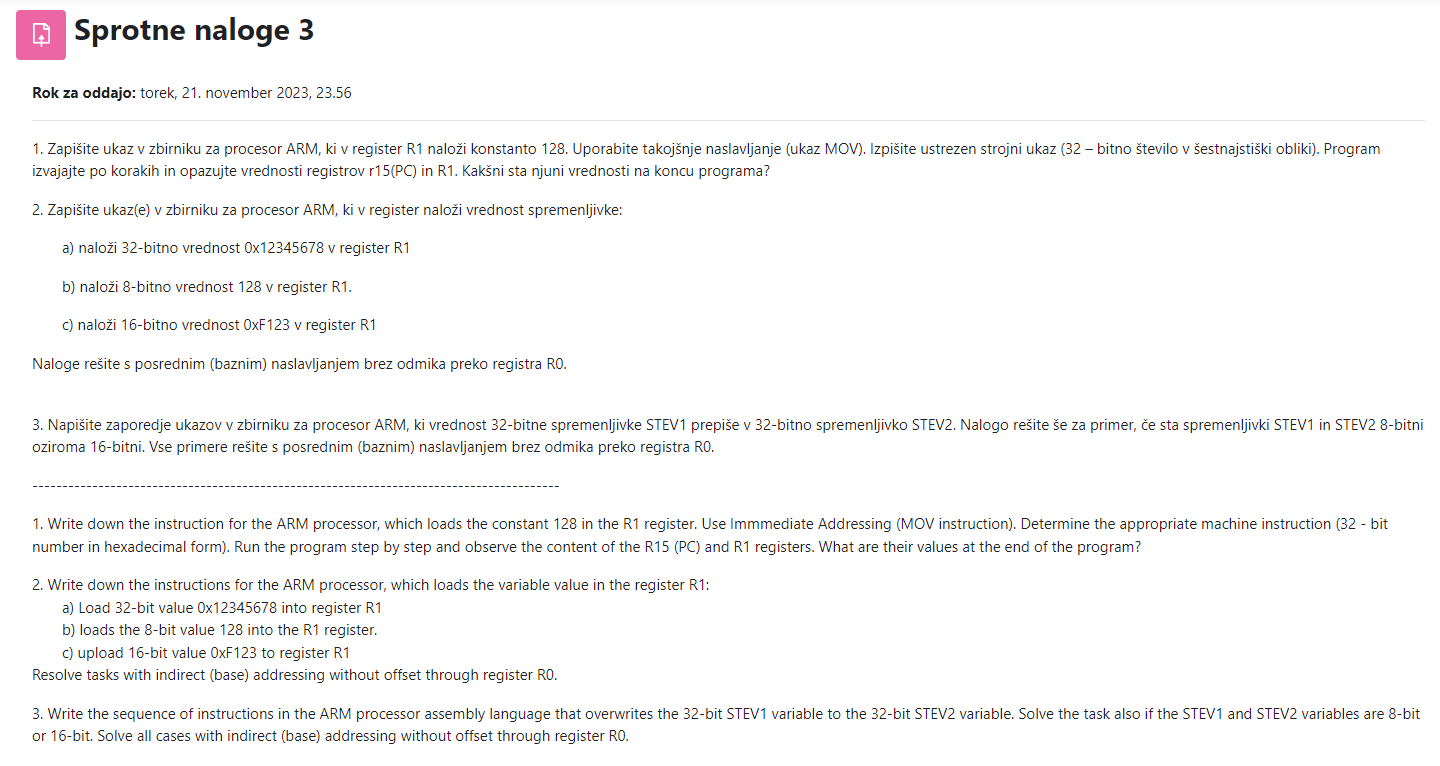 Sprotne naloge 3
Rok za oddajo: torek, 21. november 2023, 23.56
1. Zapišite ukaz v zbirniku za procesor ARM, ki v register R1 naloži konstanto 128. Uporabite takojšnje naslavljanje (ukaz MOV). Izpišite ustrezen strojni ukaz (32 – bitno število v šestnajstiški obliki). Program
izvajajte po korakih in opazujte vrednosti registrov r15(PC) in R1. Kakšni sta njuni vrednosti na koncu programa?
2. Zapišite ukaz(e) v zbirniku za procesor ARM, ki v register naloži vrednost spremenljivke:
a) naloži 32-bitno vrednost 0x12345678 v register R1
b) naloži 8-bitno vrednost 128 v register R1.
c) naloži 16-bitno vrednost 0xF123 v register R1
Naloge rešite s posrednim (baznim) naslavljanjem brez odmika preko registra R0.
3. Napišite zaporedje ukazov v zbirniku za procesor ARM, ki vrednost 32-bitne spremenljivke STEV1 prepiše v 32-bitno spremenljivko STEV2. Nalogo rešite še za primer, če sta spremenljivki STEV1 in STEV2 8-bitni
oziroma 16-bitni. Vse primere rešite s posrednim (baznim) naslavljanjem brez odmika preko registra R0.
----------------------------------------------------------------------------------------
1. Write down the instruction for the ARM processor, which loads the constant 128 in the R1 register. Use Immmediate Addressing (MOV instruction). Determine the appropriate machine instruction (32 - bit
number in hexadecimal form). Run the program step by step and observe the content of the R15 (PC) and R1 registers. What are their values at the end of the program?
2. Write down the instructions for the ARM processor, which loads the variable value in the register R1:
a) Load 32-bit value 0x12345678 into register R1
b) loads the 8-bit value 128 into the R1 register.
c) upload 16-bit value 0xF123 to register R1
Resolve tasks with indirect (base) addressing without offset through register R0.
3. Write the sequence of instructions in the ARM processor assembly language that overwrites the 32-bit STEV1 variable to the 32-bit STEV2 variable. Solve the task also if the STEV1 and STEV2 variables are 8-bit
or 16-bit. Solve all cases with indirect (base) addressing without offset through register R0.